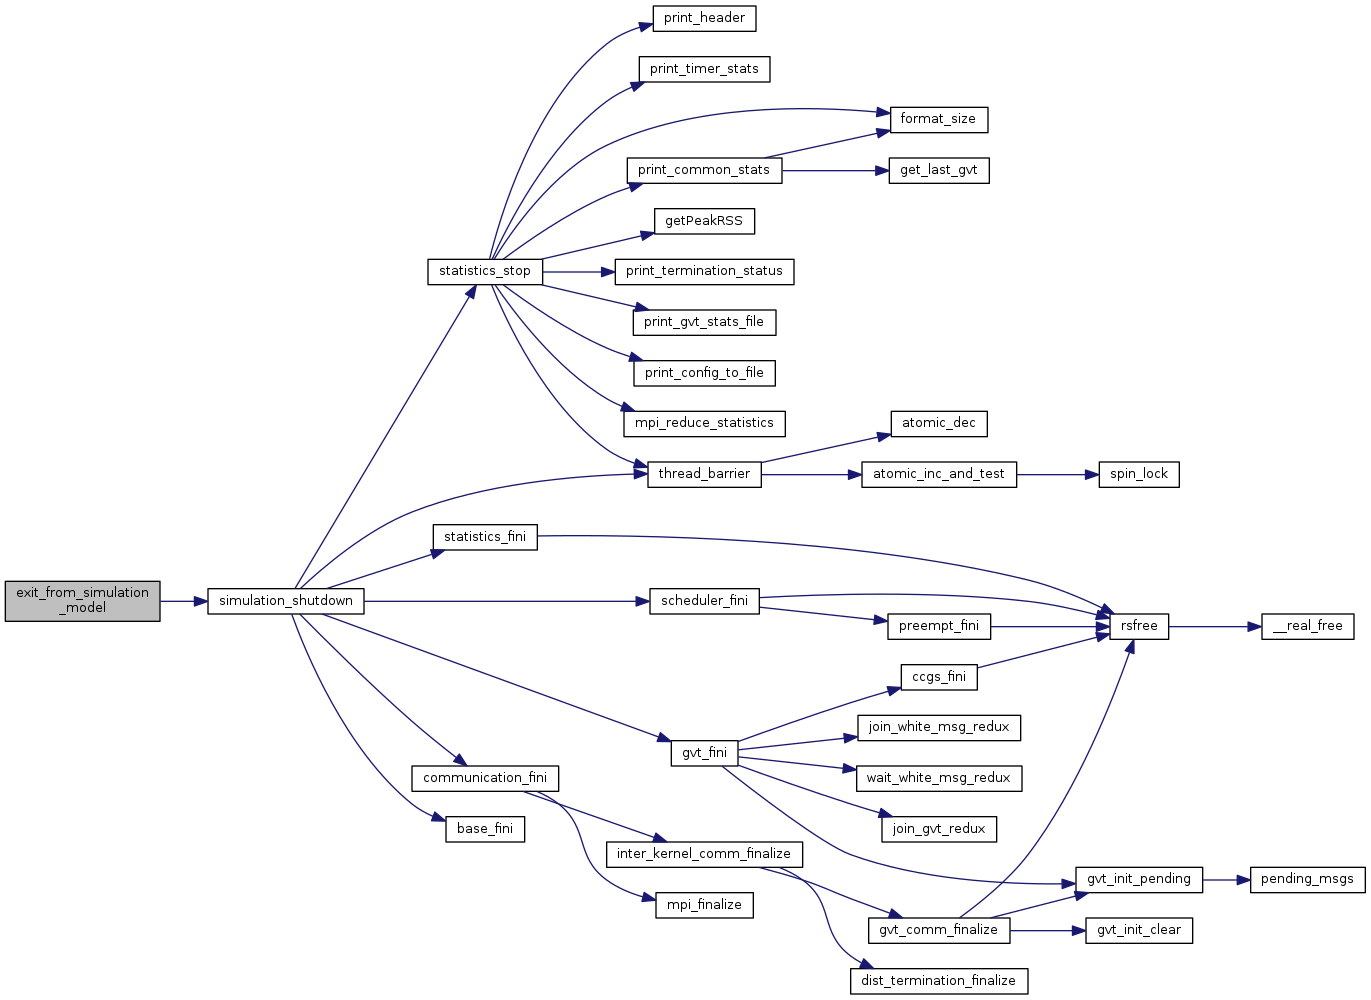 print_header
print_timer_stats
format_size
print_common_stats
get_last_gvt
getPeakRSS
statistics_stop
print_termination_status
print_gvt_stats_file
print_config_to_file
mpi_reduce_statistics
atomic_dec
thread_barrier
atomic_inc_and_test
spin_lock
statistics_fini
exit_from_simulation
_model
simulation_shutdown
scheduler_fini
preempt_fini
rsfree
__real_free
ccgs_fini
join_white_msg_redux
gvt_fini
communication_fini
wait_white_msg_redux
base_fini
join_gvt_redux
inter_kernel_comm_finalize
gvt_init_pending
pending_msgs
mpi_finalize
gvt_comm_finalize
gvt_init_clear
dist_termination_finalize